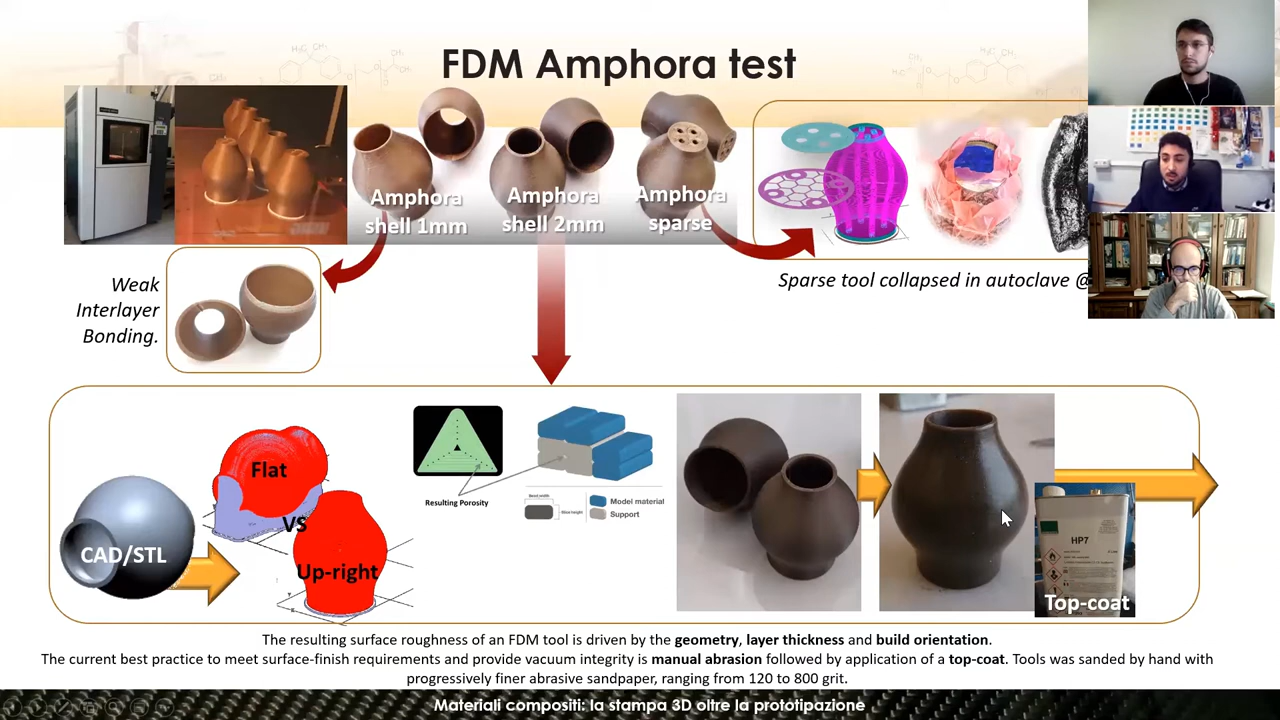 FDM Amphora test
Amphora
shell 1mm
Amphora
shell 2mm
Amphora
sparse
Weak
Interlayer
Bonding.
Sparse tool collapsed in autoclave @
Flat
VS
Up-right
CAD/STL
Resulting Porosity
Model material
Support
HP7
Top-coat
The resulting surface roughness of an FDM tool is driven by the geometry, layer thickness and build orientation.
The current best practice to meet surface-finish requirements and provide vacuum integrity is manual abrasion followed by application of a top-coat. Tools was sanded by hand with
progressively finer abrasive sandpaper, ranging from 120 to 800 grit.
Materiali compositi: la stampa 3D oltre la prototipazione